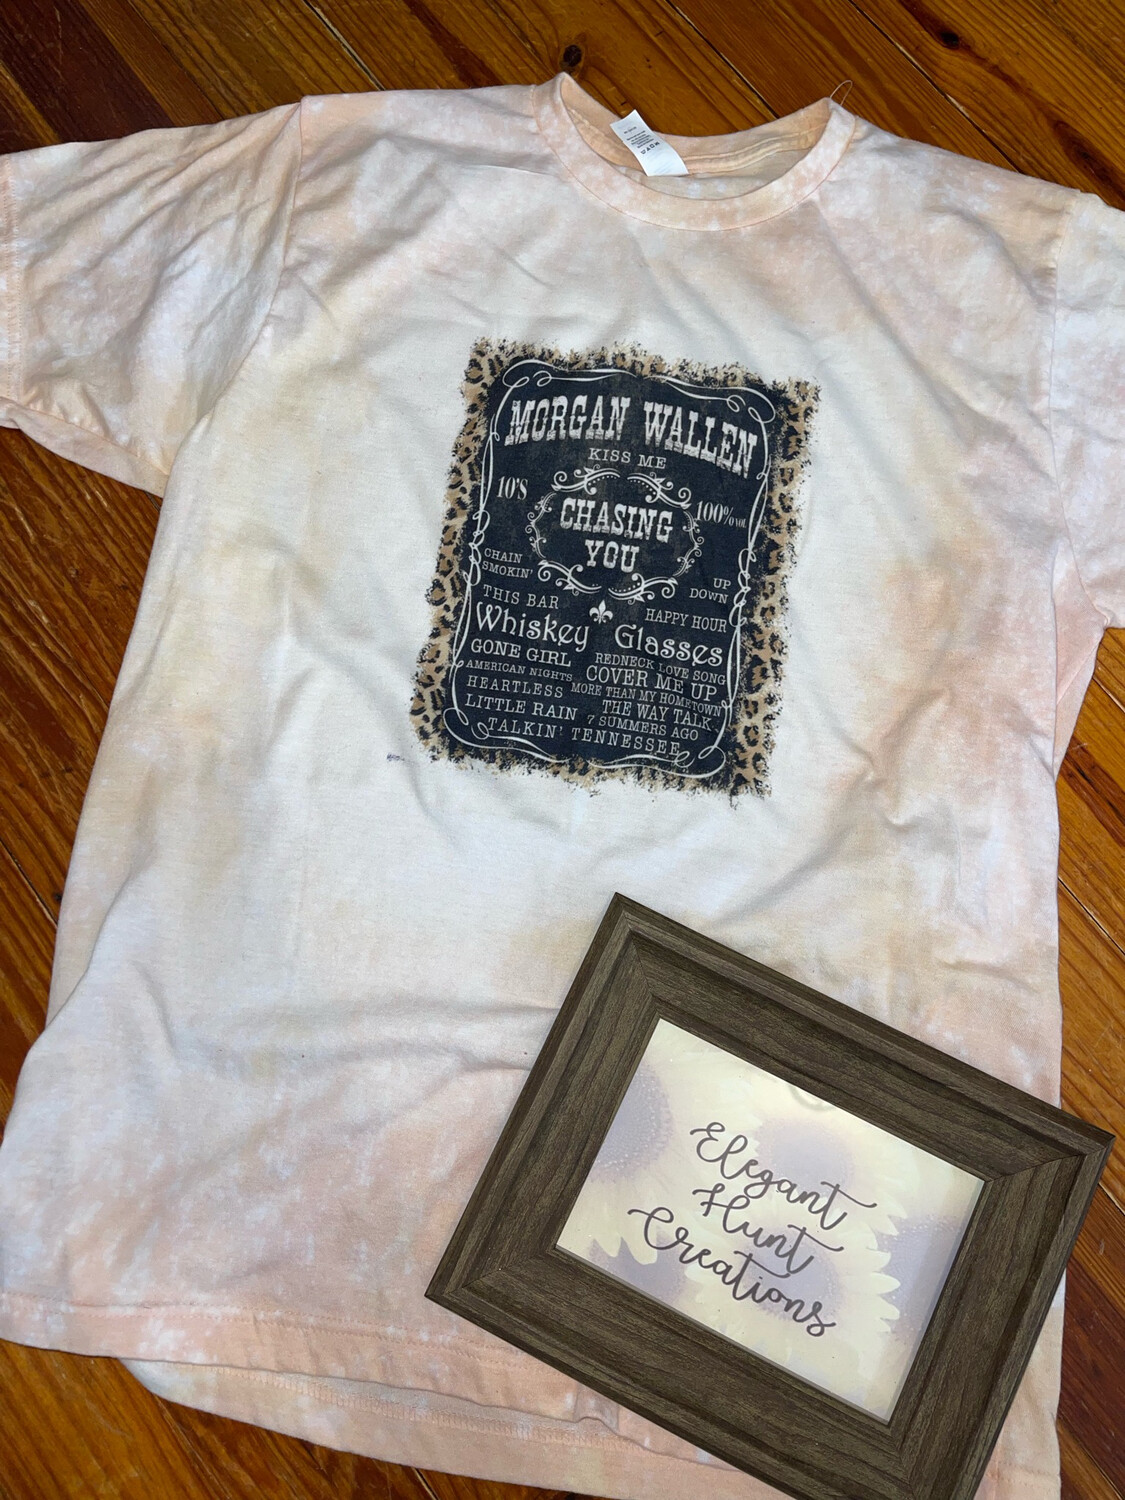 MORGAN WALLEN
KISS ME
10'S
100% VOL
CHASING
YOU
CHAIN
SMOKIN'
UP
DOWN
THIS BAR
HAPPY HOUR
Whiskey Glasses
GONE GIRL
REDNECK LOVE SONG
AMERICAN NIGHTS
COVER ME UP
HEARTLESS
MORE THAN MY HOMETOWN
LITTLE RAIN
THE WAY I TALK
7 SUMMERS AGO
TALKIN' TENNESSEE
Elegant
Hunt
Creations